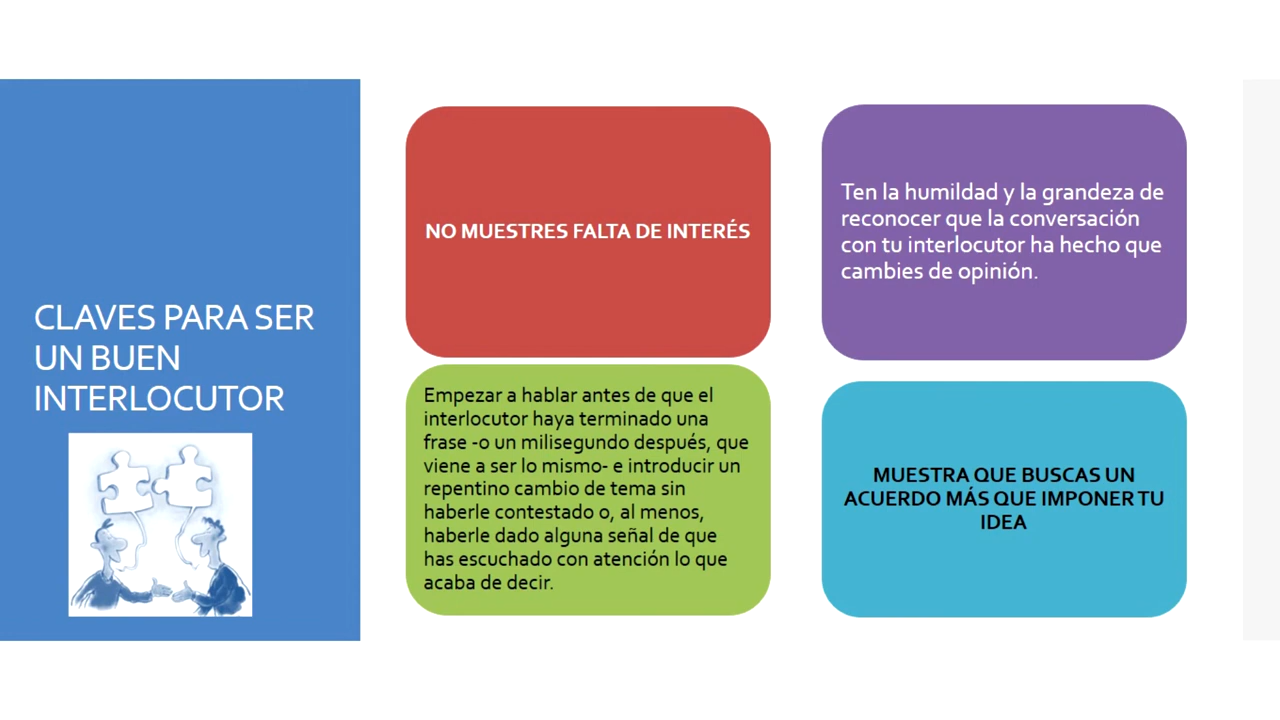 CLAVES PARA SER
UN BUEN
INTERLOCUTOR
NO MUESTRES FALTA DE INTERÉS
Empezar a hablar antes de que el
interlocutor haya terminado una
frase -o un milisegundo después, que
viene a ser lo mismo- e introducir un
repentino cambio de tema sin
haberle contestado o, al menos,
haberle dado alguna señal de que
has escuchado con atención lo que
acaba de decir.
Ten la humildad y la grandeza de
reconocer que la conversación
con tu interlocutor ha hecho que
cambies de opinión.
MUESTRA QUE BUSCAS UN
ACUERDO MÁS QUE IMPONER TU
IDEA